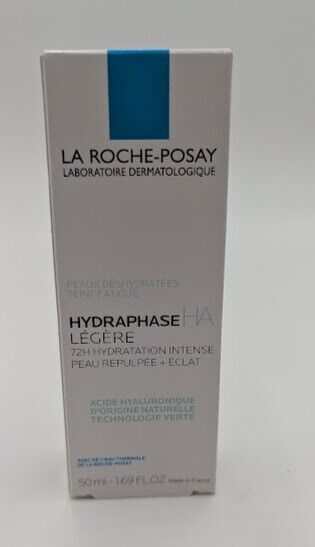 LA ROCHE-POSAY
LABORATOIRE DERMATOLOGIQUE
PEAUX DÉSHYDRATÉES
TEINT FATIGUÉ
HYDRAPHASE HA
LÉGÈRE
72H HYDRATATION INTENSE
PEAU REPULPÉE + ÉCLAT
ACIDE HYALURONIQUE
D'ORIGINE NATURELLE
TECHNOLOGIE VERTE
AVEC DE L'EAU THERMALE
DE LA ROCHE-POSAY
50 ml - 1.69 FL.OZ Made in France